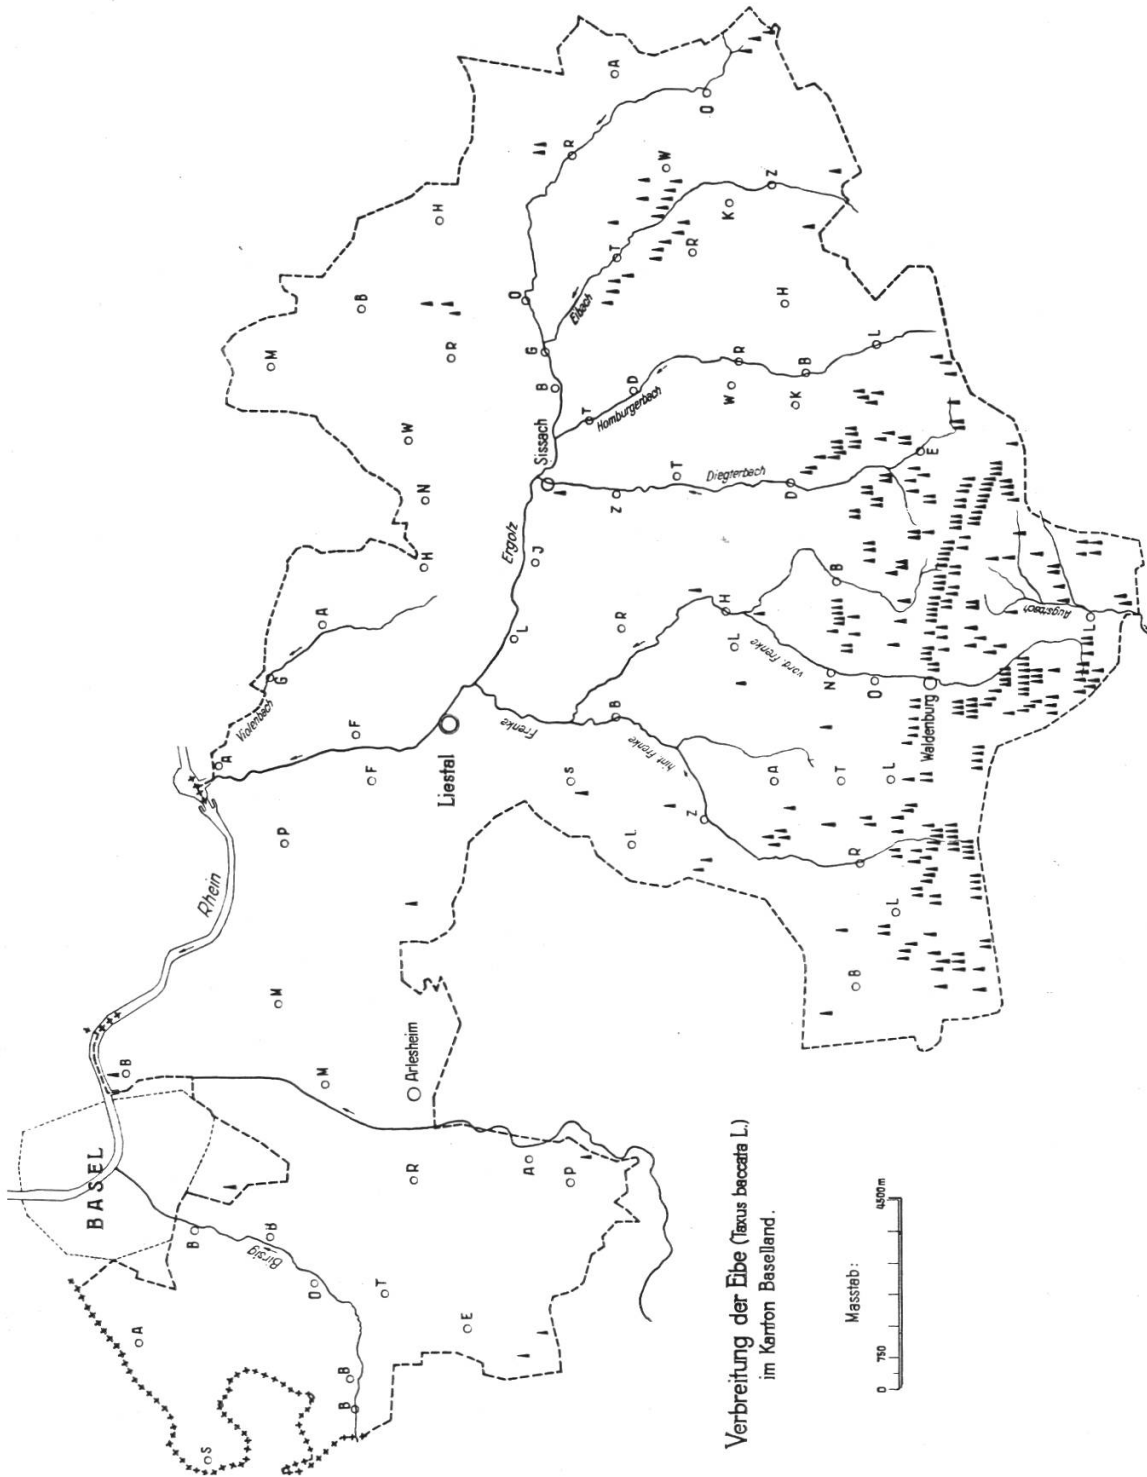 BASEL
Rhein
Violenbach
Birsig
Arlesheim
Liestal
Ergolz
Sissach
Frenke
hint. Frenke
vord. Frenke
Waldenburg
Homburgerbach
Diegterbach
Eibach
Augstbach
S
A
B
B
O
B
B
T
E
R
A
P
M
B
M
P
A
F
F
G
A
H
N
W
M
R
B
H
A
R
O
O
G
B
T
W
R
K
Z
H
T
D
W
R
K
B
L
Z
T
D
E
J
L
R
H
L
B
N
O
L
B
S
L
Z
A
T
L
R
L
B
Verbreitung der Eibe (Taxus baccata L.)
im Kanton Baselland.
Masstab:
0 750 4500m